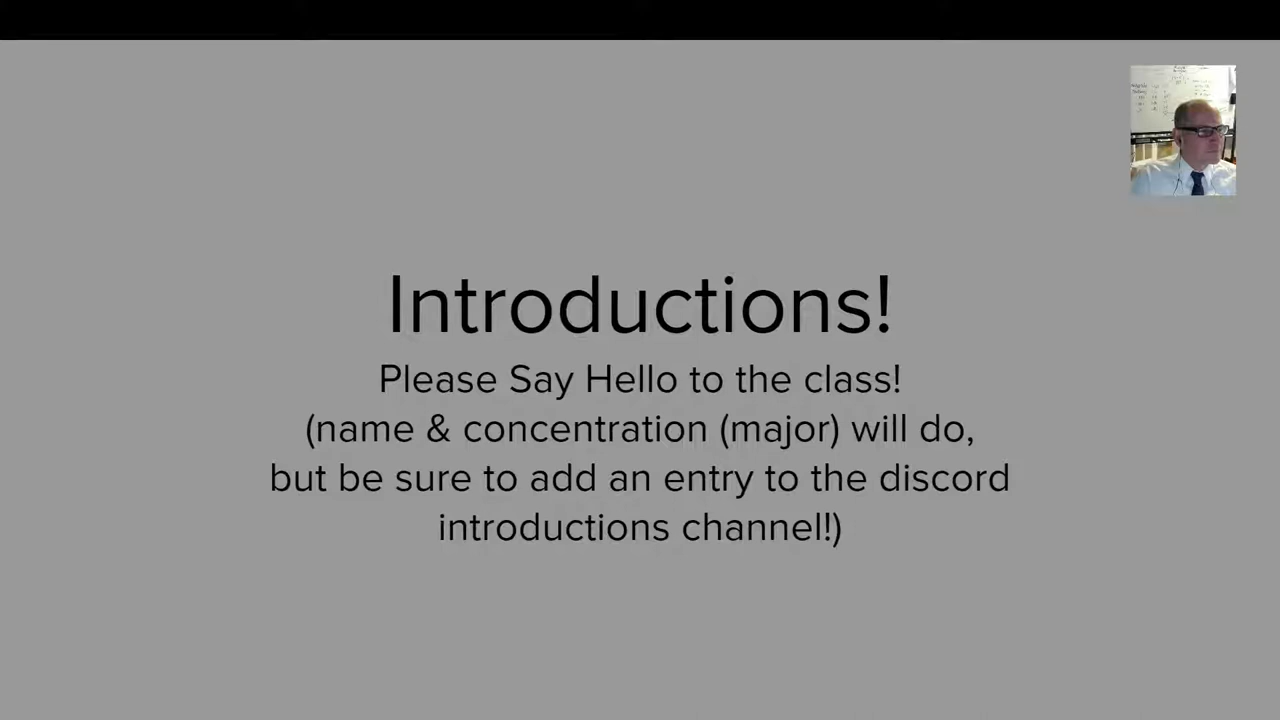 Introductions!
Please Say Hello to the class!
(name & concentration (major) will do,
but be sure to add an entry to the discord
introductions channel!)